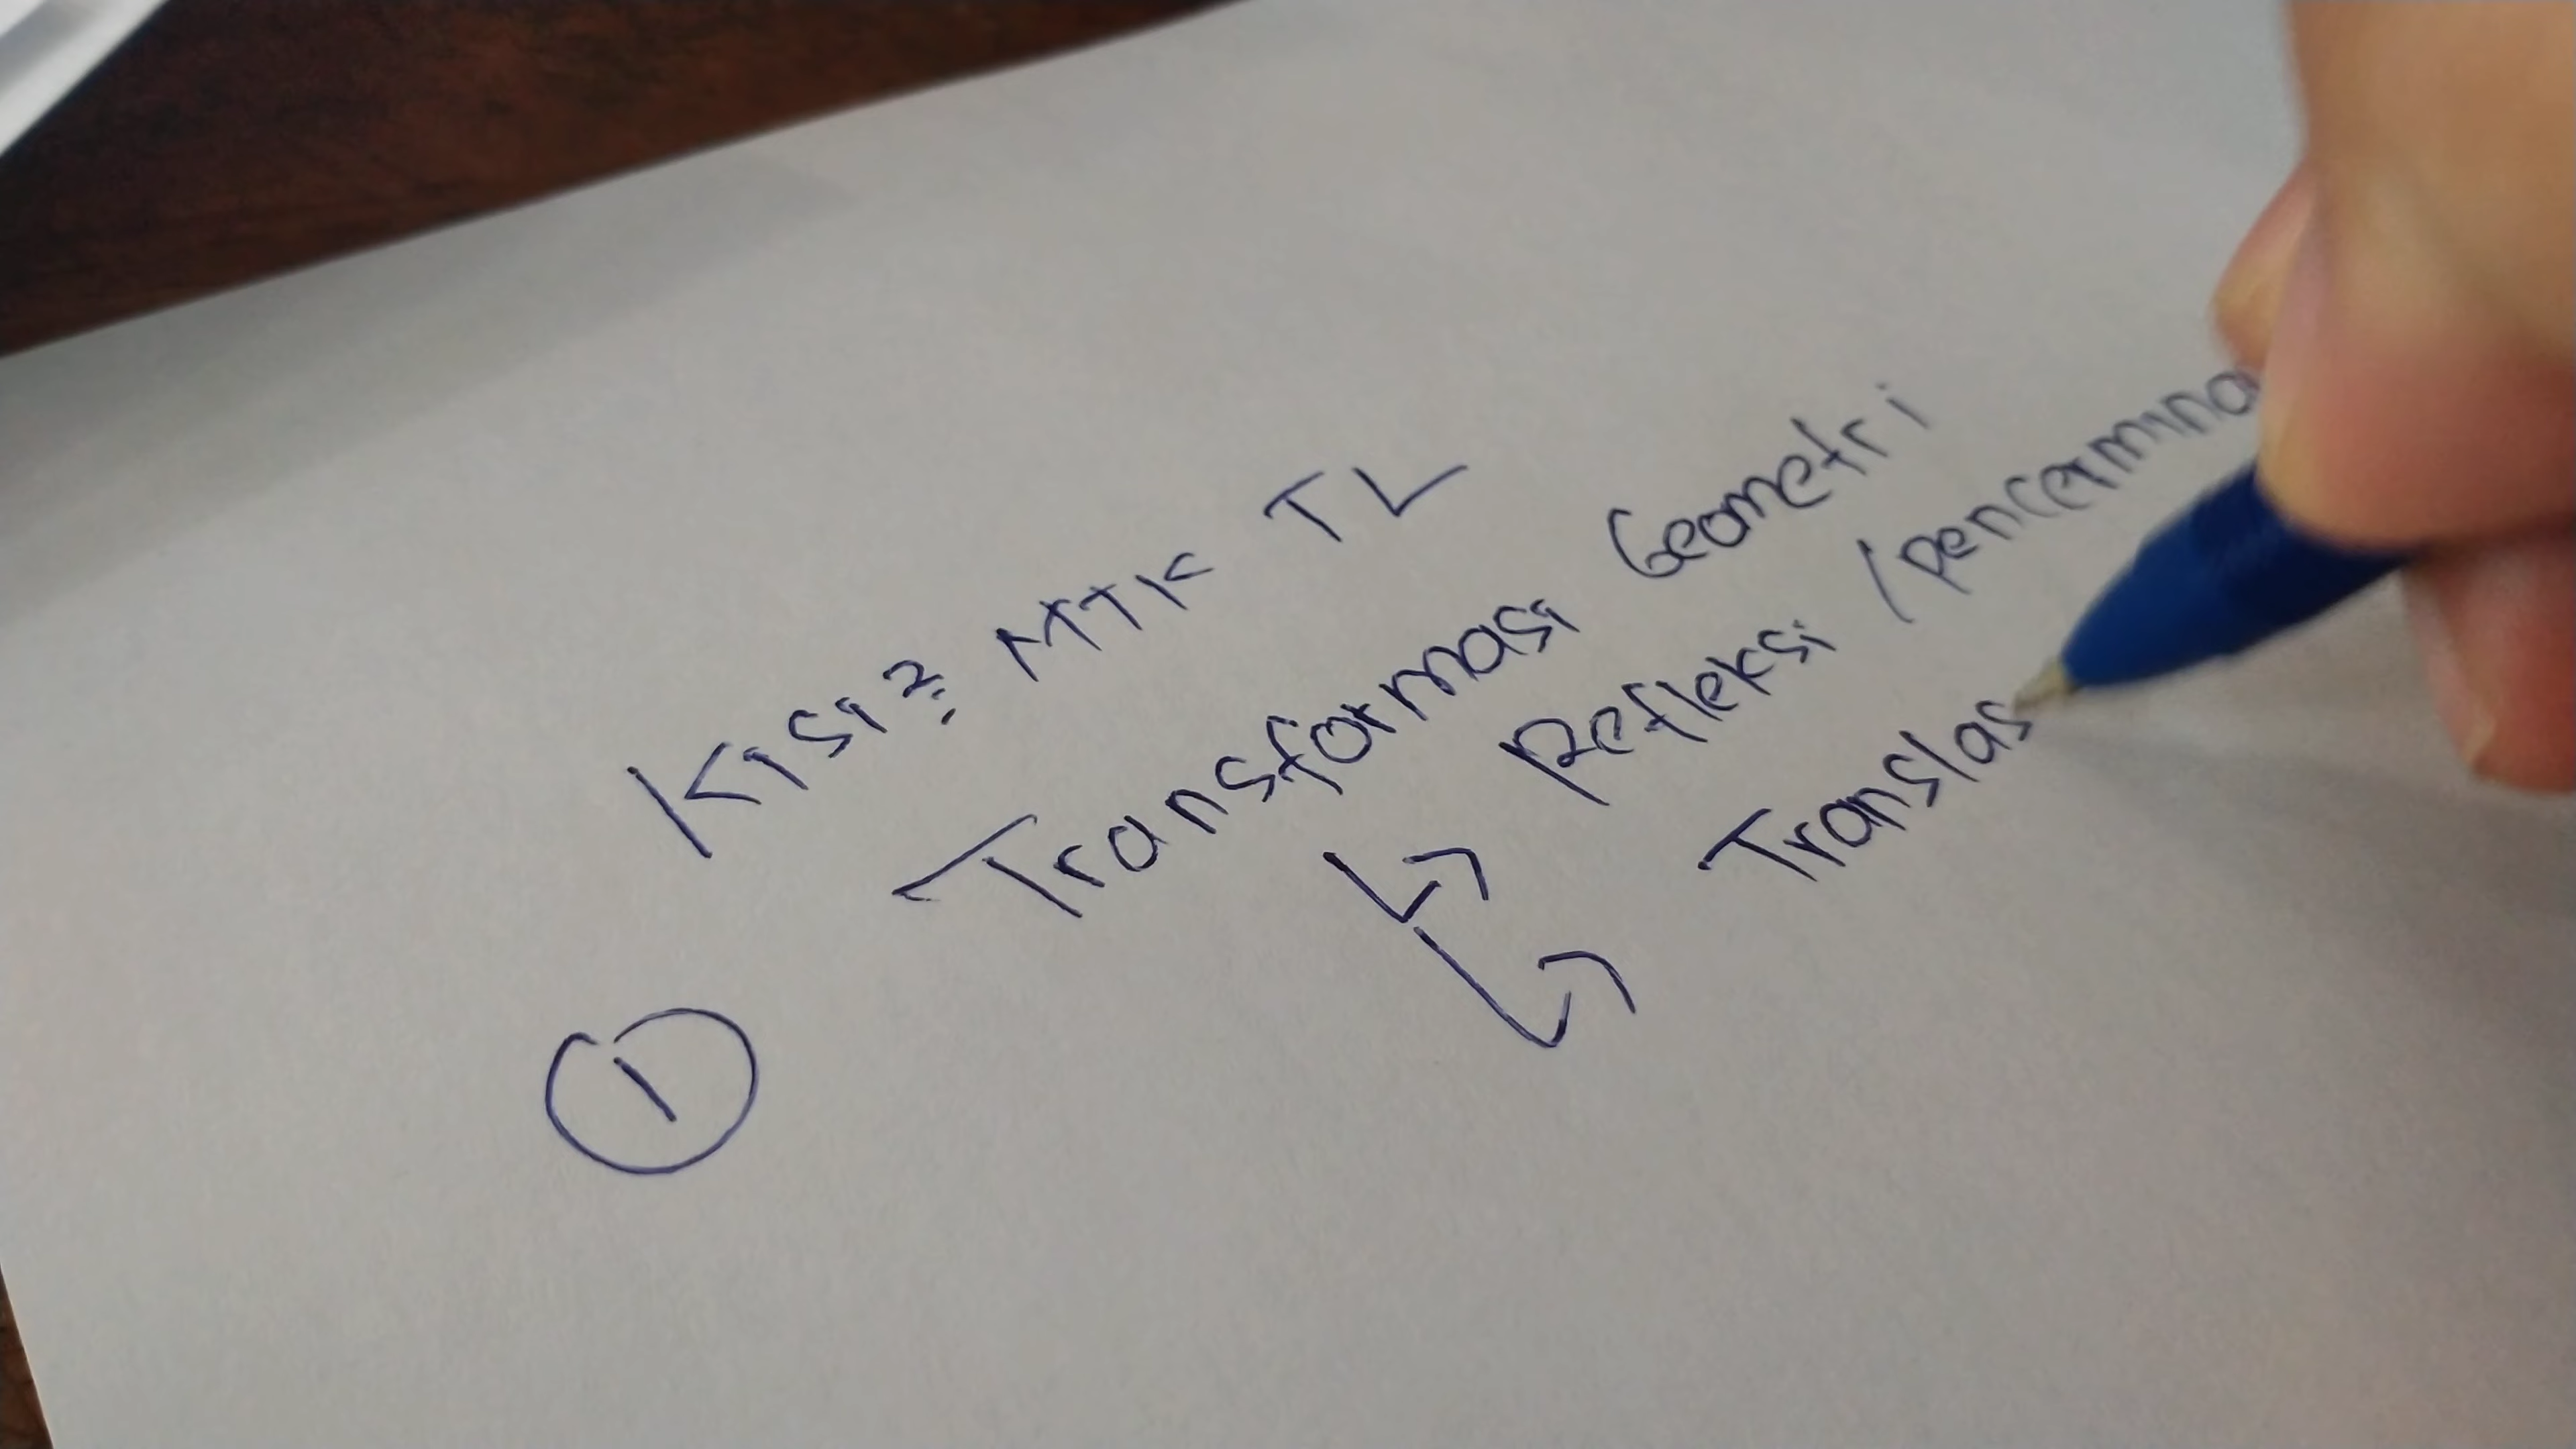 Kisi2: MTK TL
① Transformasi Geometri
↳ Refleksi / pencermina
↳ Translas